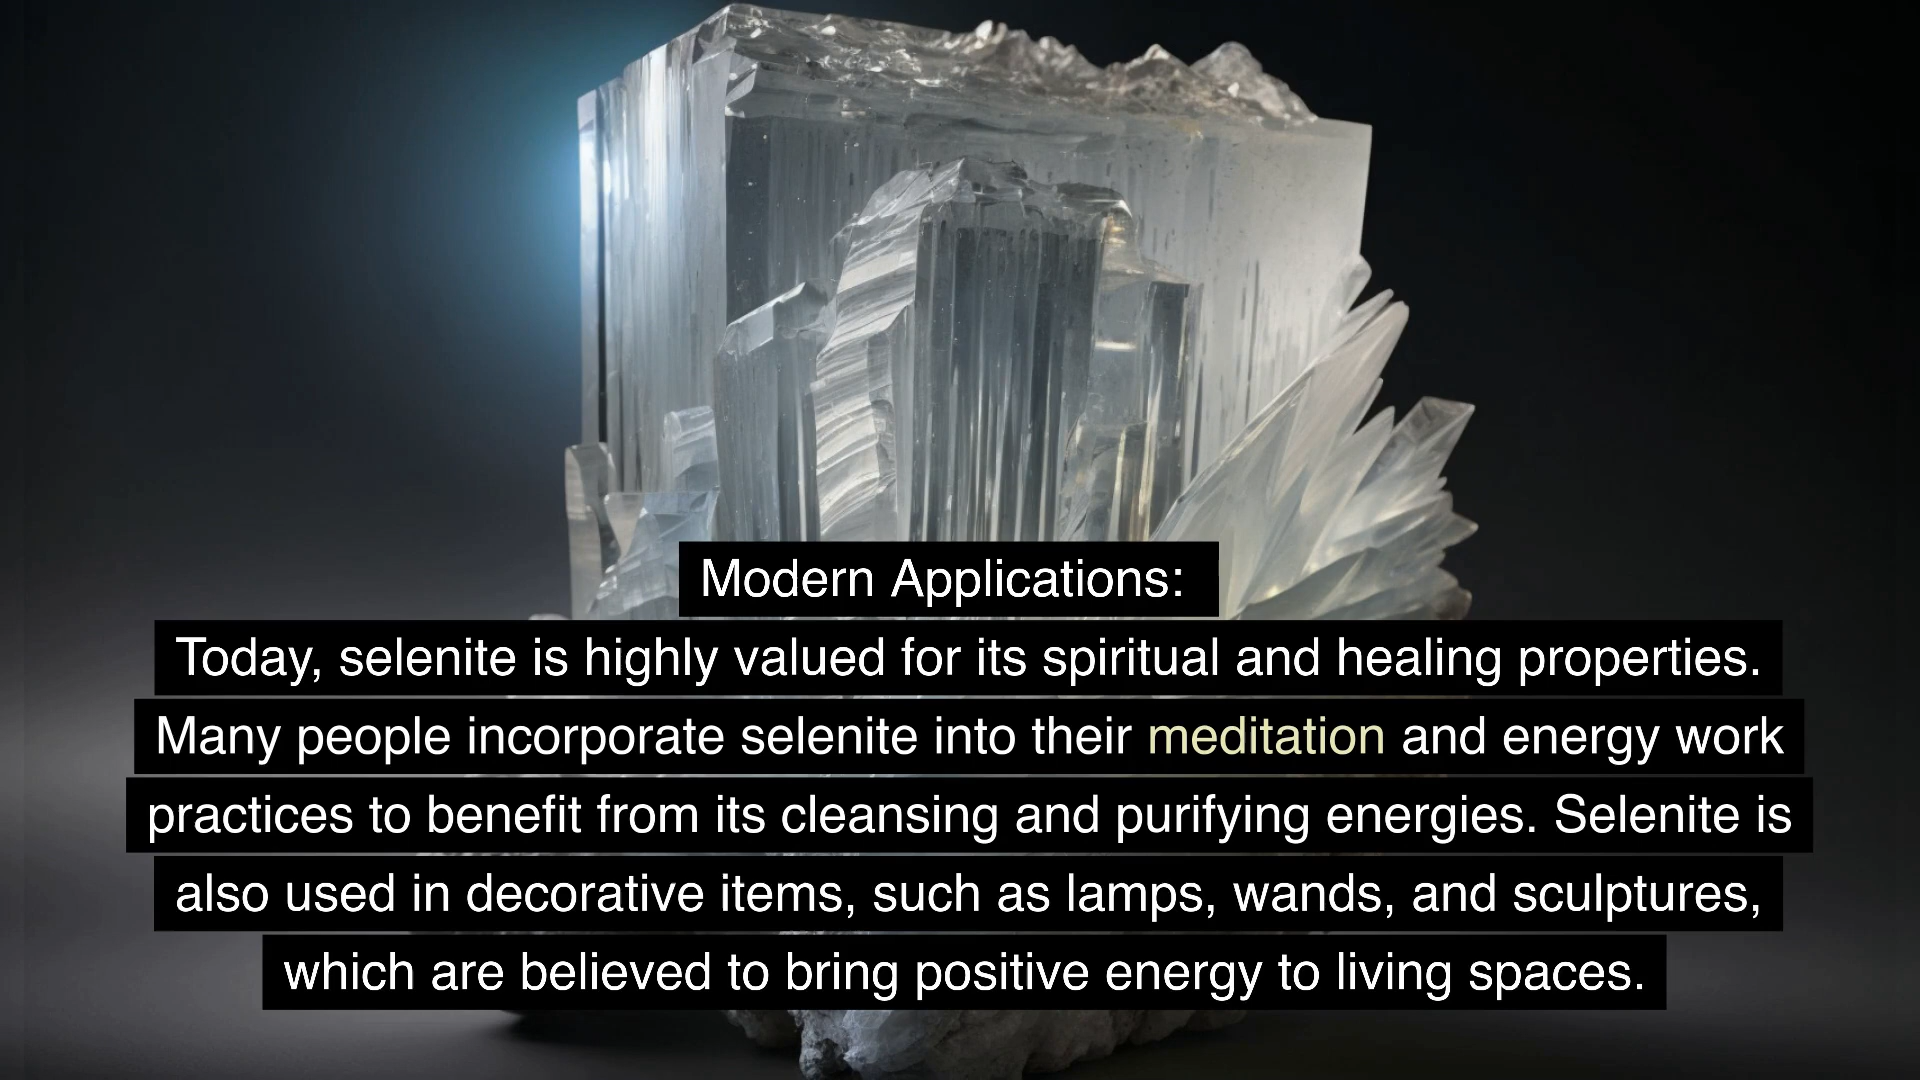 Modern Applications:
Today, selenite is highly valued for its spiritual and healing properties.
Many people incorporate selenite into their meditation and energy work
practices to benefit from its cleansing and purifying energies. Selenite is
also used in decorative items, such as lamps, wands, and sculptures,
which are believed to bring positive energy to living spaces.